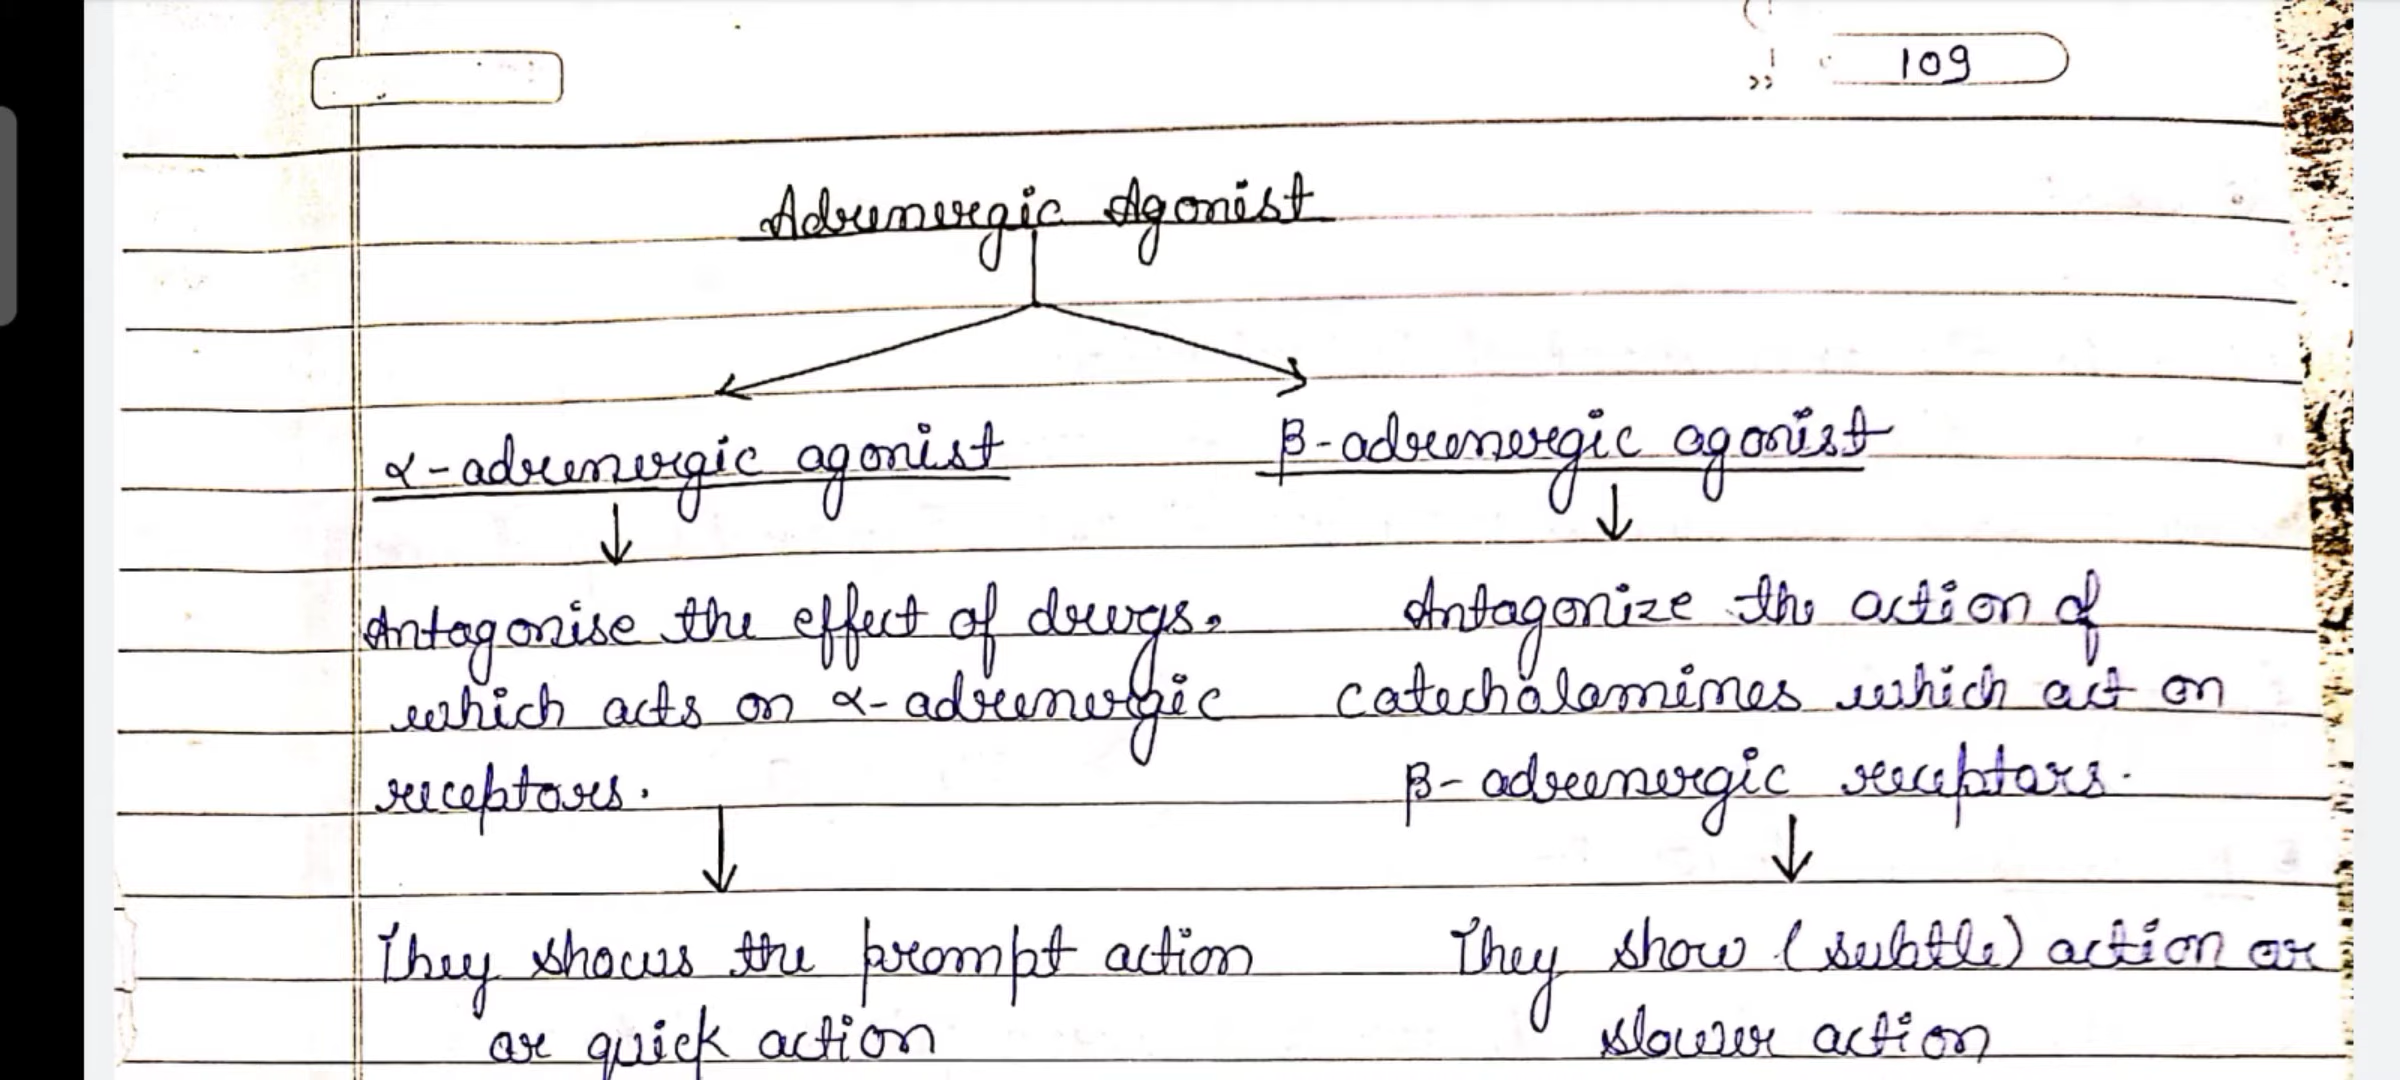 109
Adrenergic Agonist
α-adrenergic agonist
β-adrenergic agonist
Antagonise the effect of drugs,
which acts on α-adrenergic
receptors.
Antagonize the action of
catecholamines which act on
β-adrenergic receptors.
They shows the prompt action
or quick action
They show (subtle) action or
slower action